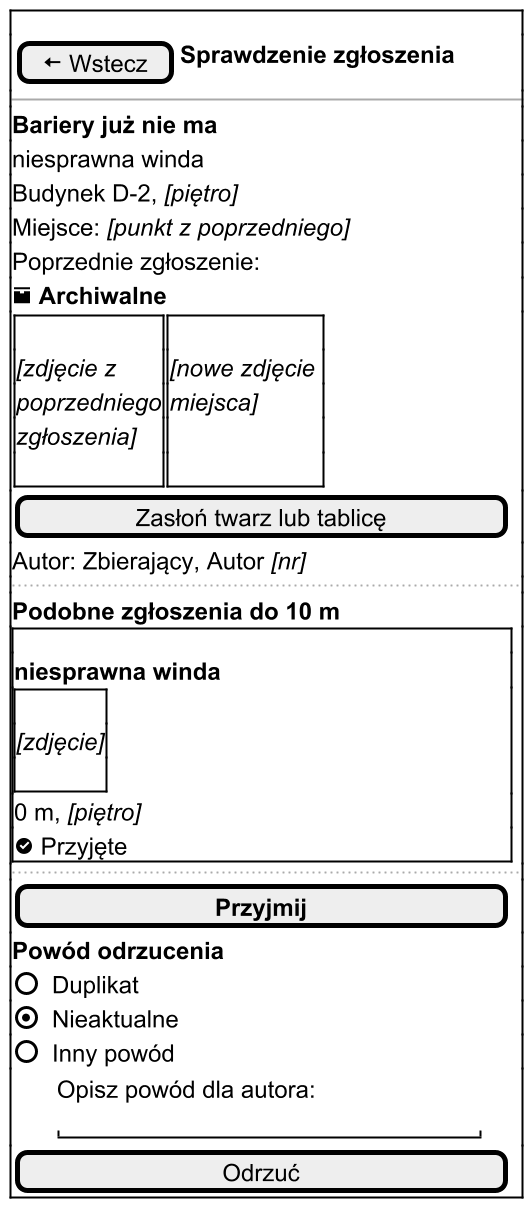 ← Wstecz Sprawdzenie zgłoszenia
Bariery już nie ma
niesprawna winda
Budynek D-2, [piętro]
Miejsce: [punkt z poprzedniego]
Poprzednie zgłoszenie:
Archiwalne
[zdjęcie z poprzedniego zgłoszenia]
[nowe zdjęcie miejsca]
Zasłoń twarz lub tablicę
Autor: Zbierający, Autor [nr]
Podobne zgłoszenia do 10 m
niesprawna winda
[zdjęcie]
0 m, [piętro]
Przyjęte
Przyjmij
Powód odrzucenia
Duplikat
Nieaktualne
Inny powód
Opisz powód dla autora:
Odrzuć